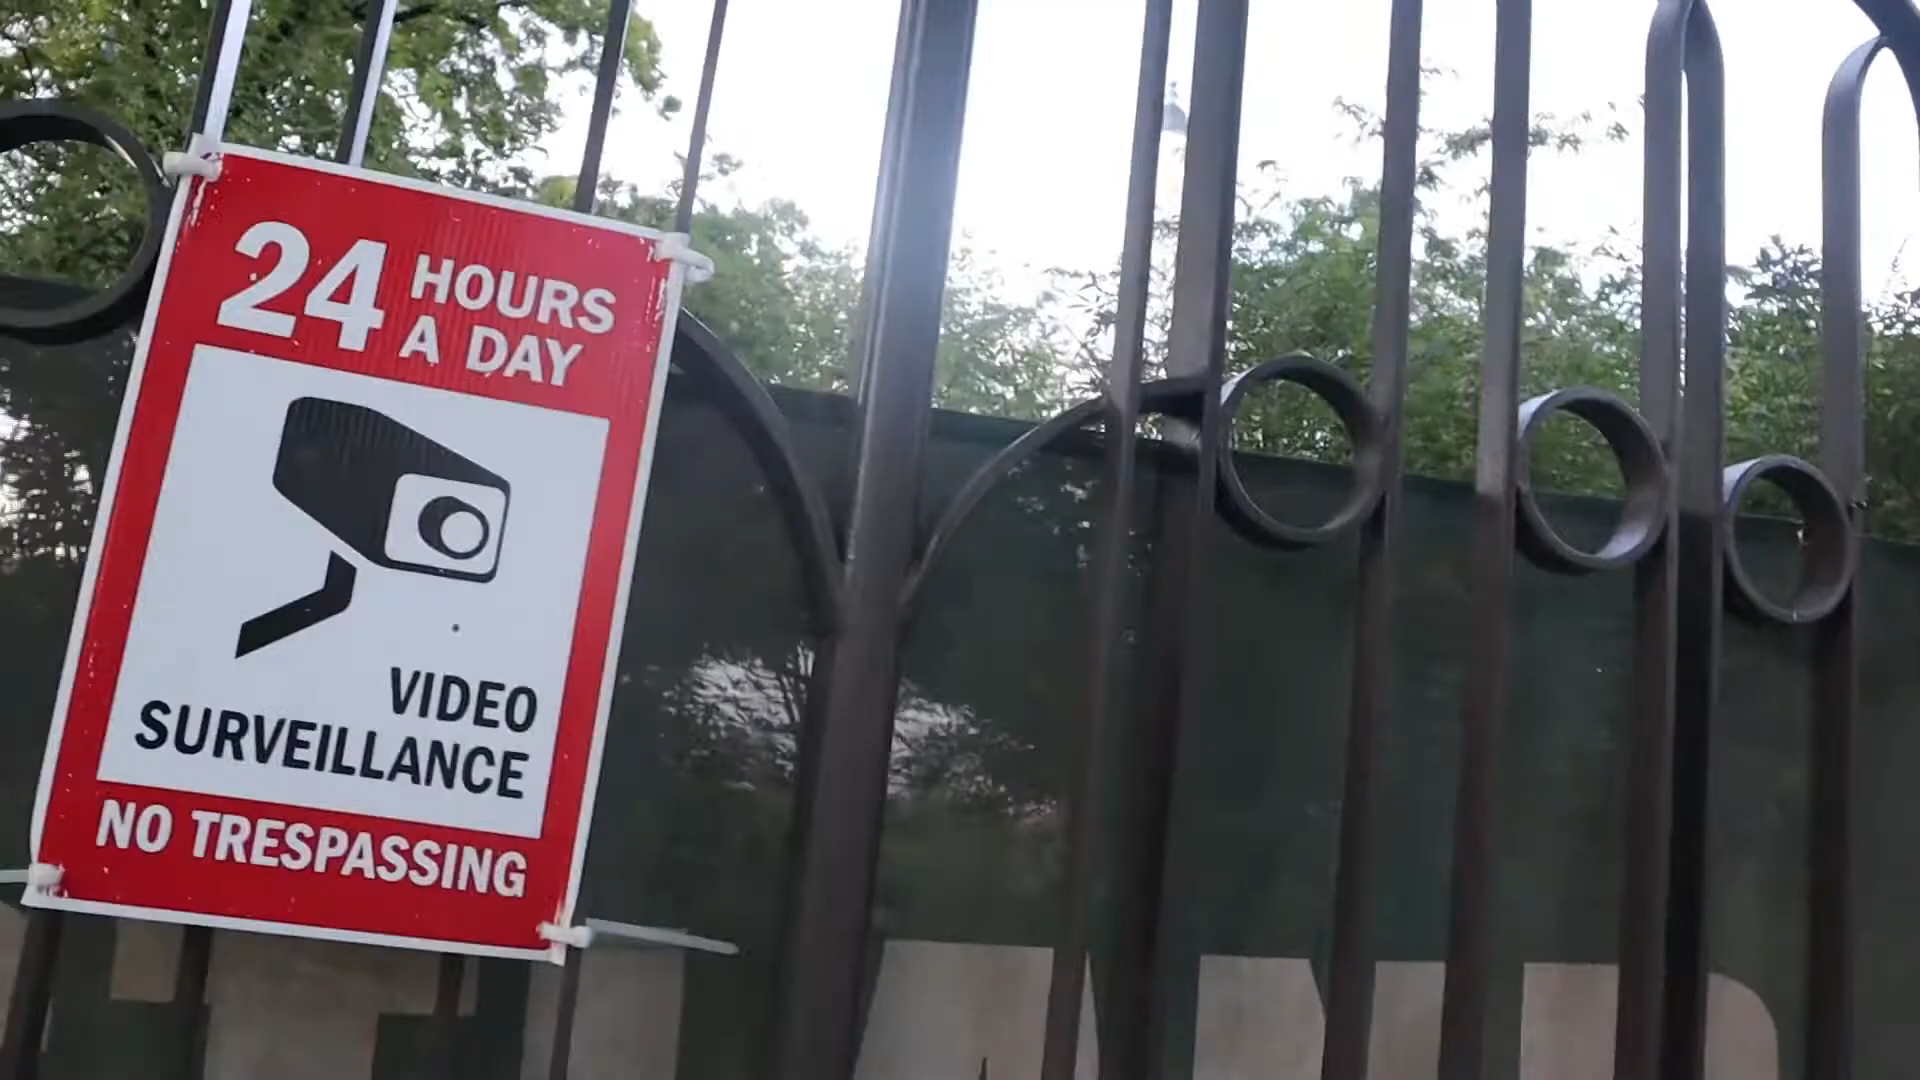 24 HOURS
A DAY
VIDEO
SURVEILLANCE
NO TRESPASSING